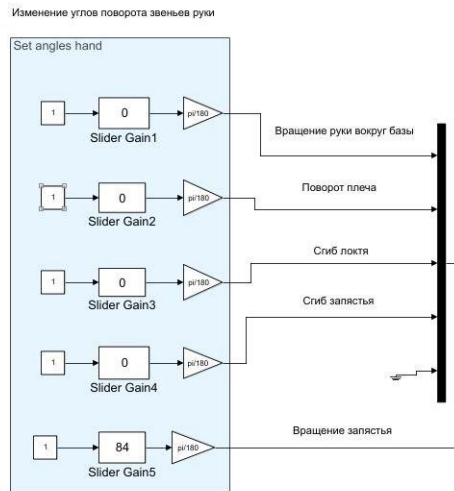 Изменение углов поворота звеньев руки
Set angles hand
1
0
pi/180
Slider Gain1
Вращение руки вокруг базы
1
0
pi/180
Slider Gain2
Поворот плеча
1
0
pi/180
Slider Gain3
Сгиб локтя
1
0
pi/180
Slider Gain4
Сгиб запястья
1
84
pi/180
Slider Gain5
Вращение запястья